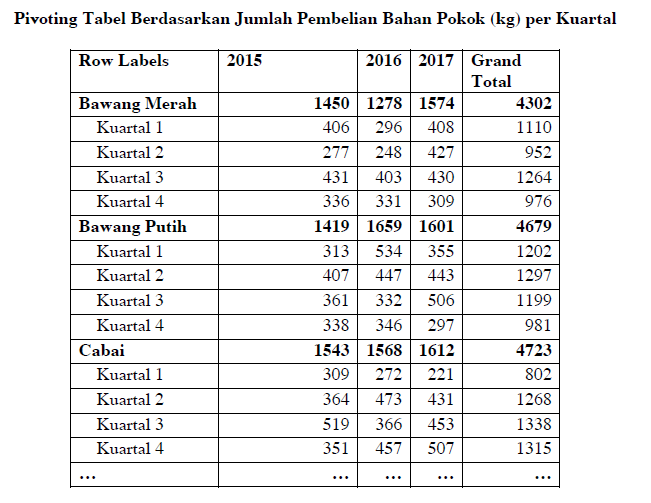 Pivoting Tabel Berdasarkan Jumlah Pembelian Bahan Pokok (kg) per Kuartal
Row Labels 2015 2016 2017 Grand Total
Bawang Merah 1450 1278 1574 4302
Kuartal 1 406 296 408 1110
Kuartal 2 277 248 427 952
Kuartal 3 431 403 430 1264
Kuartal 4 336 331 309 976
Bawang Putih 1419 1659 1601 4679
Kuartal 1 313 534 355 1202
Kuartal 2 407 447 443 1297
Kuartal 3 361 332 506 1199
Kuartal 4 338 346 297 981
Cabai 1543 1568 1612 4723
Kuartal 1 309 272 221 802
Kuartal 2 364 473 431 1268
Kuartal 3 519 366 453 1338
Kuartal 4 351 457 507 1315
... ... ... ... ...